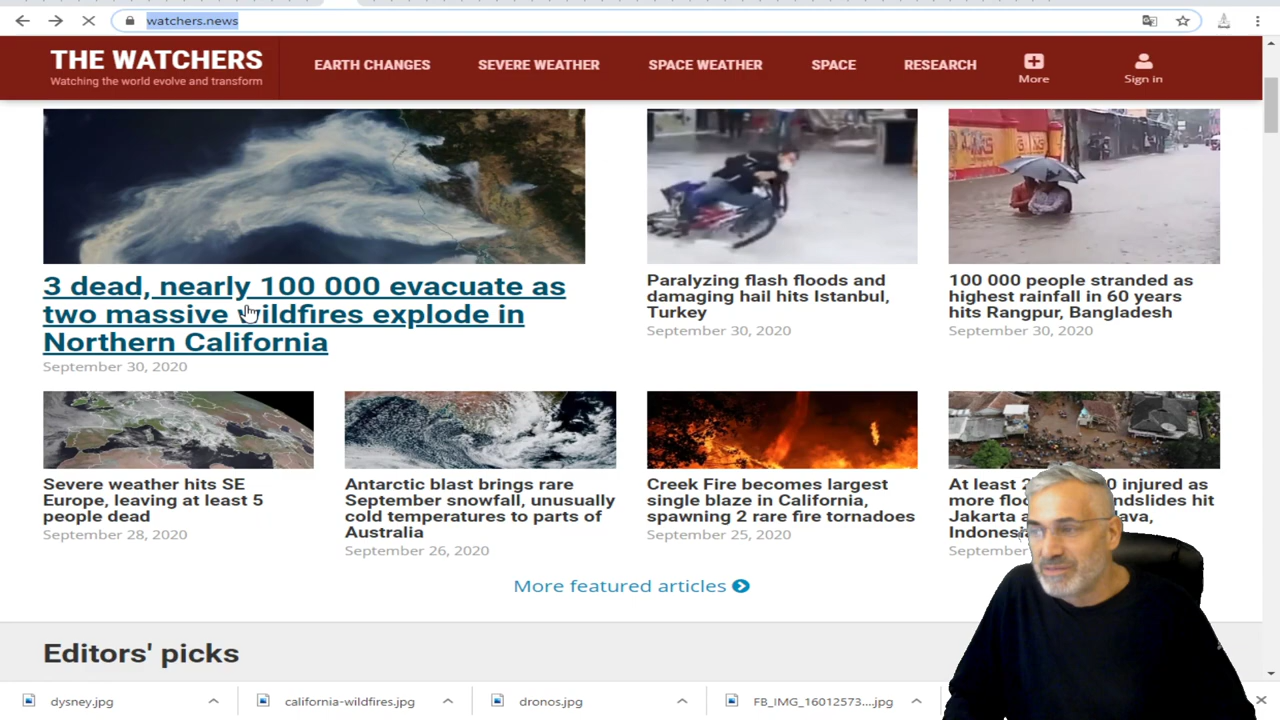 watchers.news
THE WATCHERS
Watching the world evolve and transform
EARTH CHANGES
SEVERE WEATHER
SPACE WEATHER
SPACE
RESEARCH
More
Sign in
3 dead, nearly 100 000 evacuate as
two massive wildfires explode in
Northern California
September 30, 2020
Paralyzing flash floods and
damaging hail hits Istanbul,
Turkey
September 30, 2020
100 000 people stranded as
highest rainfall in 60 years
hits Rangpur, Bangladesh
September 30, 2020
Severe weather hits SE
Europe, leaving at least 5
people dead
September 28, 2020
Antarctic blast brings rare
September snowfall, unusually
cold temperatures to parts of
Australia
September 26, 2020
Creek Fire becomes largest
single blaze in California,
spawning 2 rare fire tornadoes
September 25, 2020
At least 0 injured as
more landslides hit
Jakarta
September
More featured articles
Editors' picks
dysney.jpg
california-wildfires.jpg
dronos.jpg
FB_IMG_16012573....jpg